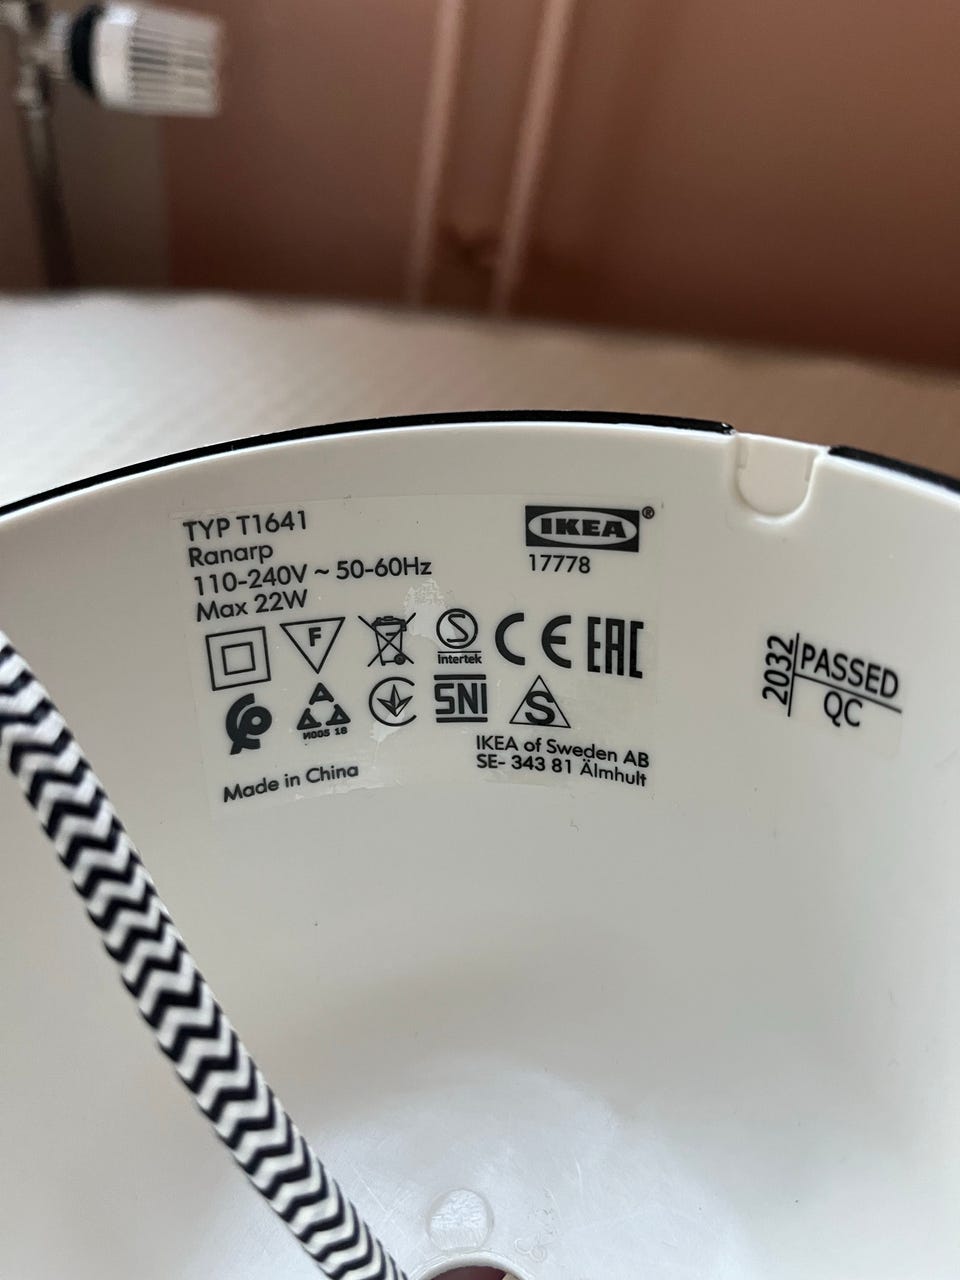 TYP T1641
Ranarp
110-240V ~ 50-60Hz
Max 22W
IKEA®
17778
F
S
Intertek
CE
EAC
И005 18
SNI
S
Made in China
IKEA of Sweden AB
SE- 343 81 Älmhult
2032
PASSED
QC